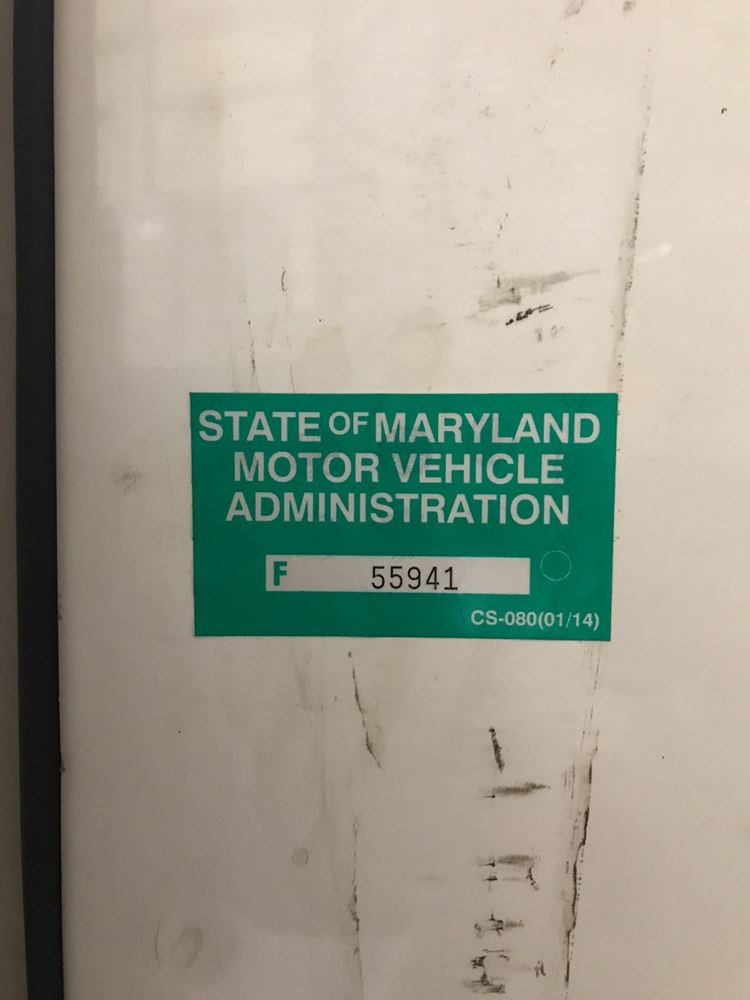 STATE OF MARYLAND
MOTOR VEHICLE
ADMINISTRATION
F 55941
CS-080(01/14)